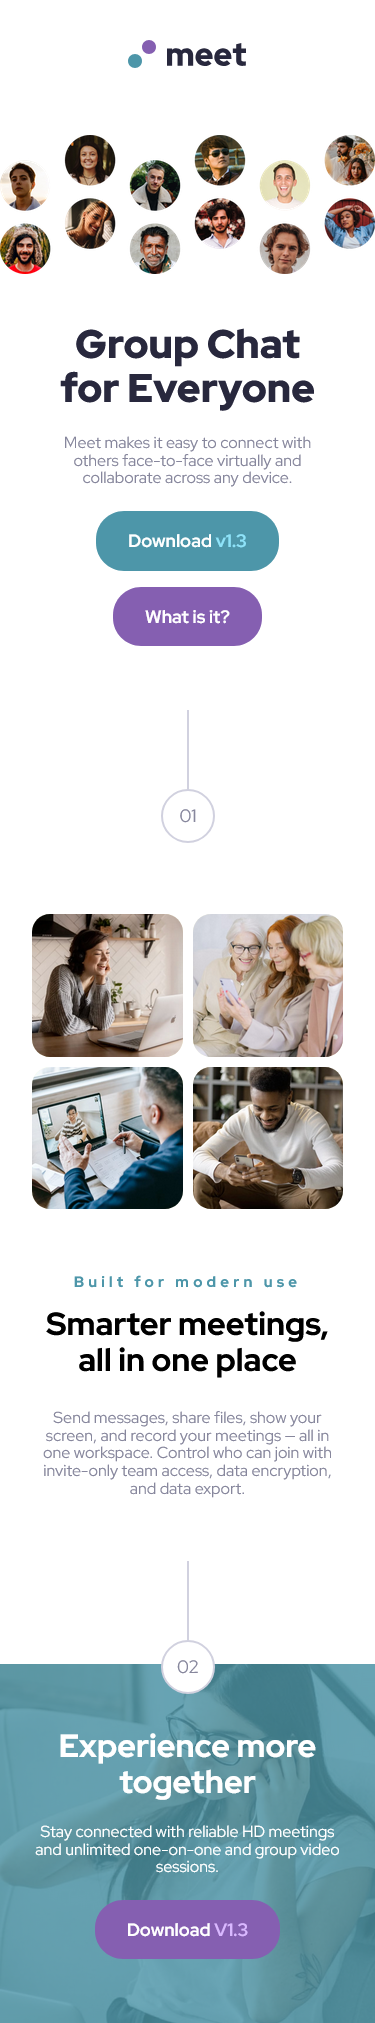 meet
Group Chat
for Everyone
Meet makes it easy to connect with
others face-to-face virtually and
collaborate across any device.
Download v1.3
What is it?
01
Built for modern use
Smarter meetings,
all in one place
Send messages, share files, show your
screen, and record your meetings — all in
one workspace. Control who can join with
invite-only team access, data encryption,
and data export.
02
Experience more
together
Stay connected with reliable HD meetings
and unlimited one-on-one and group video
sessions.
Download V1.3